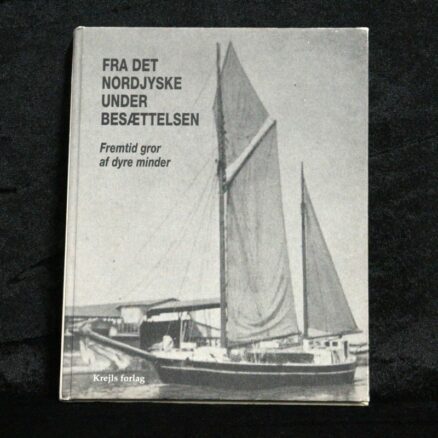 FRA DET
NORDJYSKE
UNDER
BESÆTTELSEN
Fremtid gror
af dyre minder
Krejls forlag